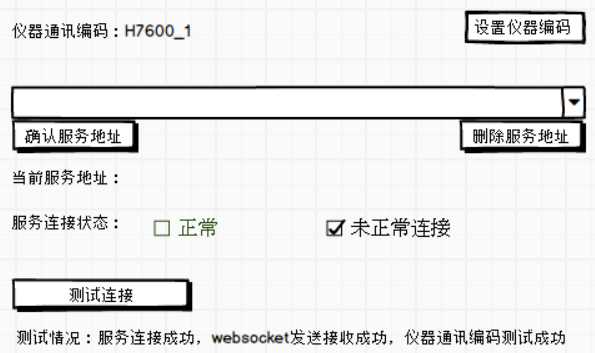 仪器通讯编码：H7600_1
设置仪器编码
确认服务地址
删除服务地址
当前服务地址：
服务连接状态：
正常
未正常连接
测试连接
测试情况：服务连接成功，websocket发送接收成功，仪器通讯编码测试成功